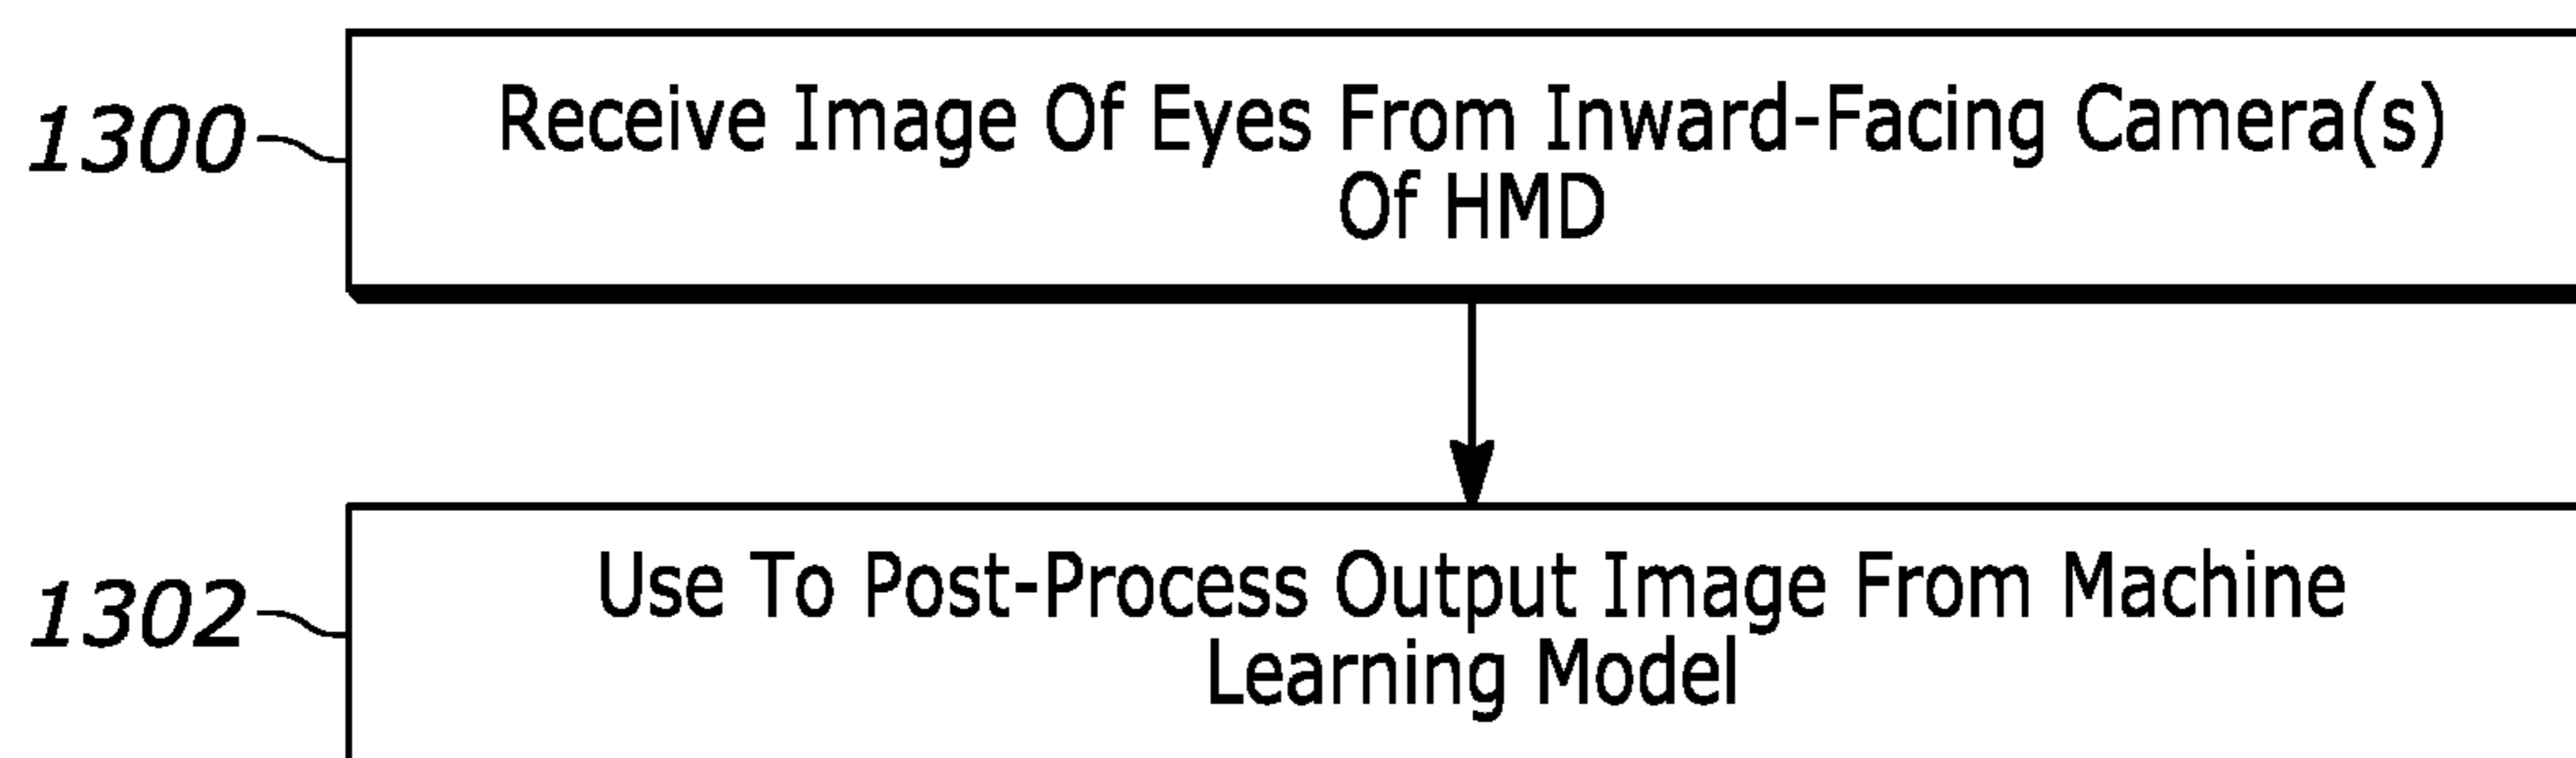 1300
Receive Image Of Eyes From Inward-Facing Camera(s)
Of HMD
1302
Use To Post-Process Output Image From Machine
Learning Model